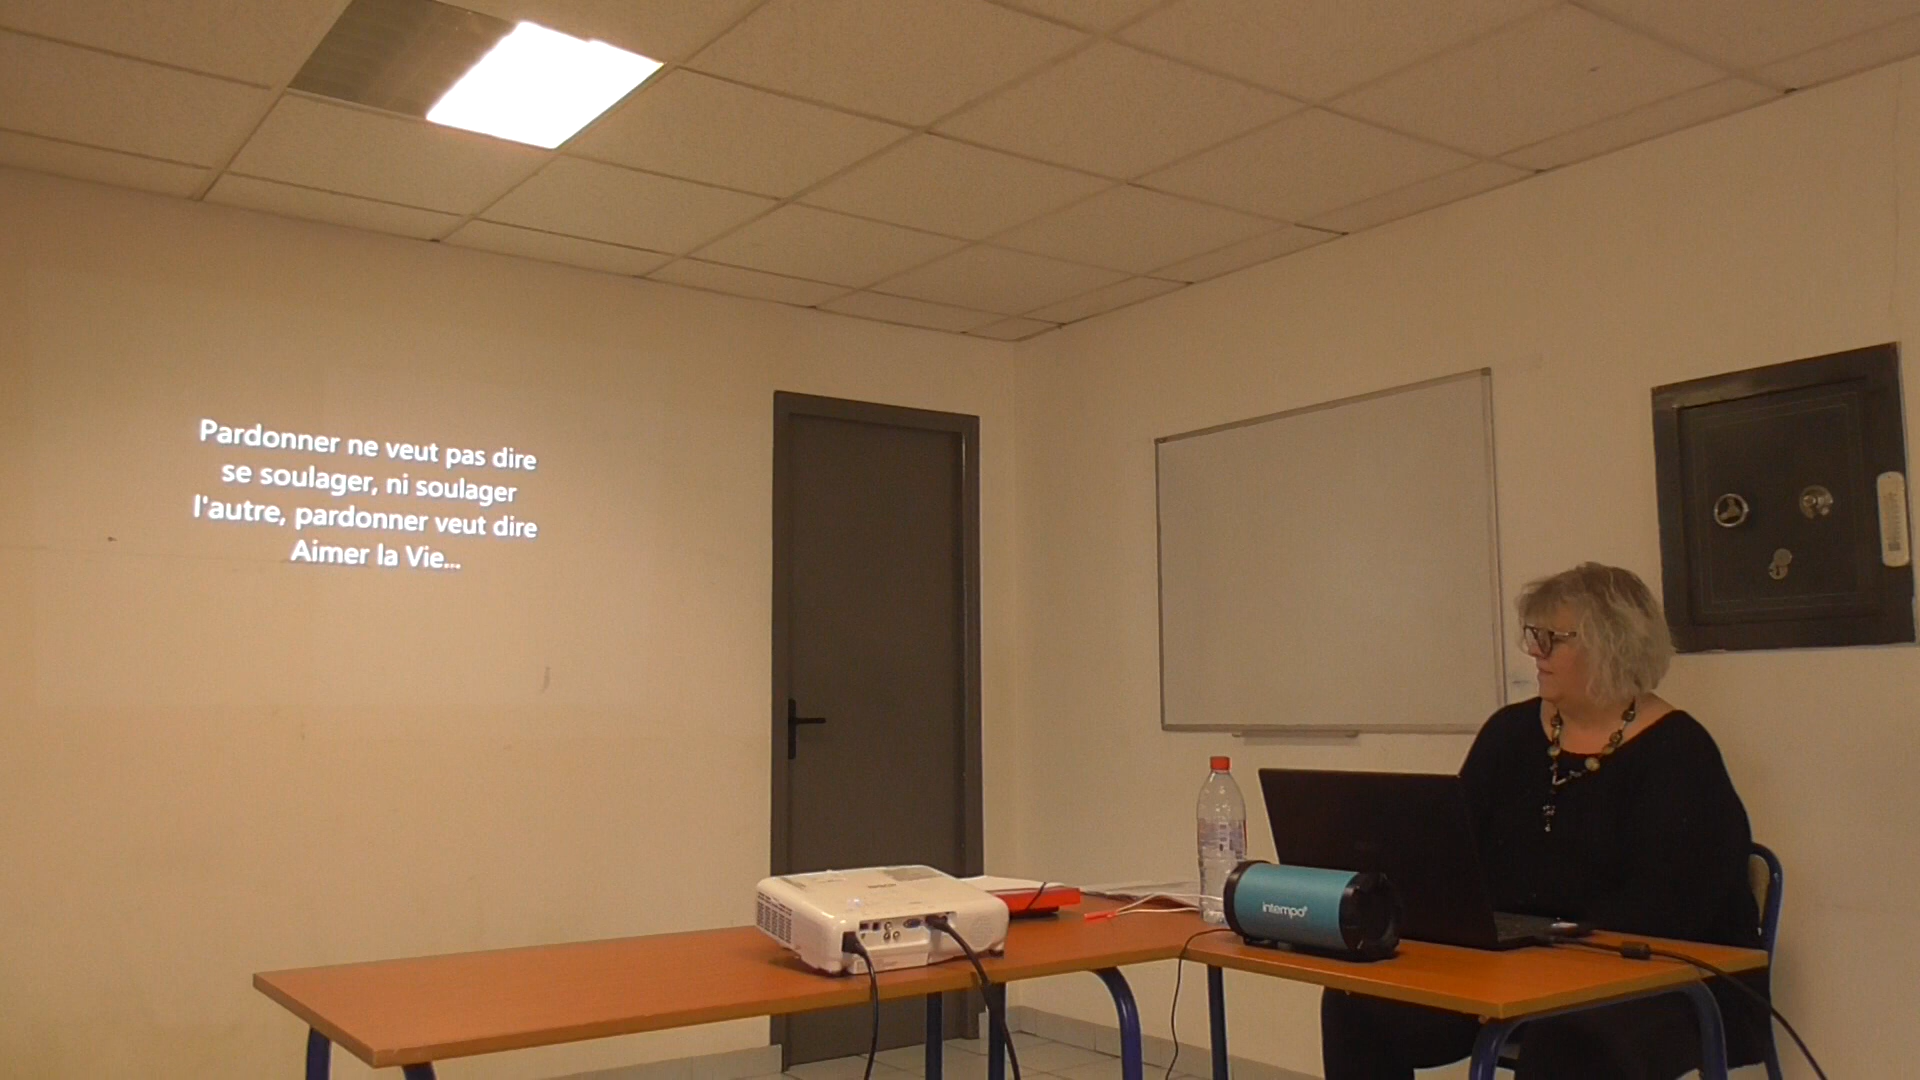 Pardonner ne veut pas dire
se soulager, ni soulager
l'autre, pardonner veut dire
Aimer la Vie...
intempo